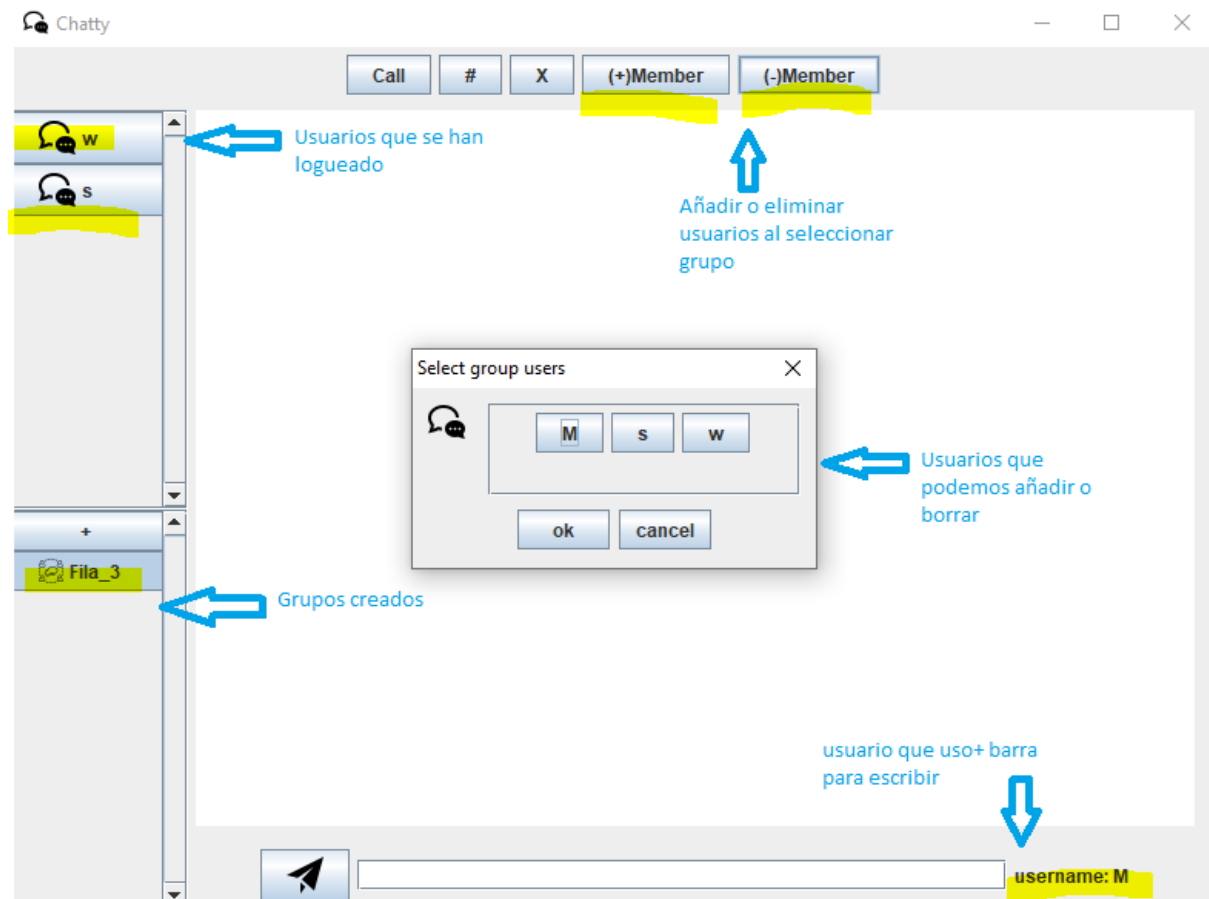 Chatty
Call # X (+)Member (-)Member
w
Usuarios que se han
logueado
s
Añadir o eliminar
usuarios al seleccionar
grupo
Select group users
M s w
Usuarios que
podemos añadir o
borrar
ok cancel
+
Fila_3
Grupos creados
usuario que uso+ barra
para escribir
username: M